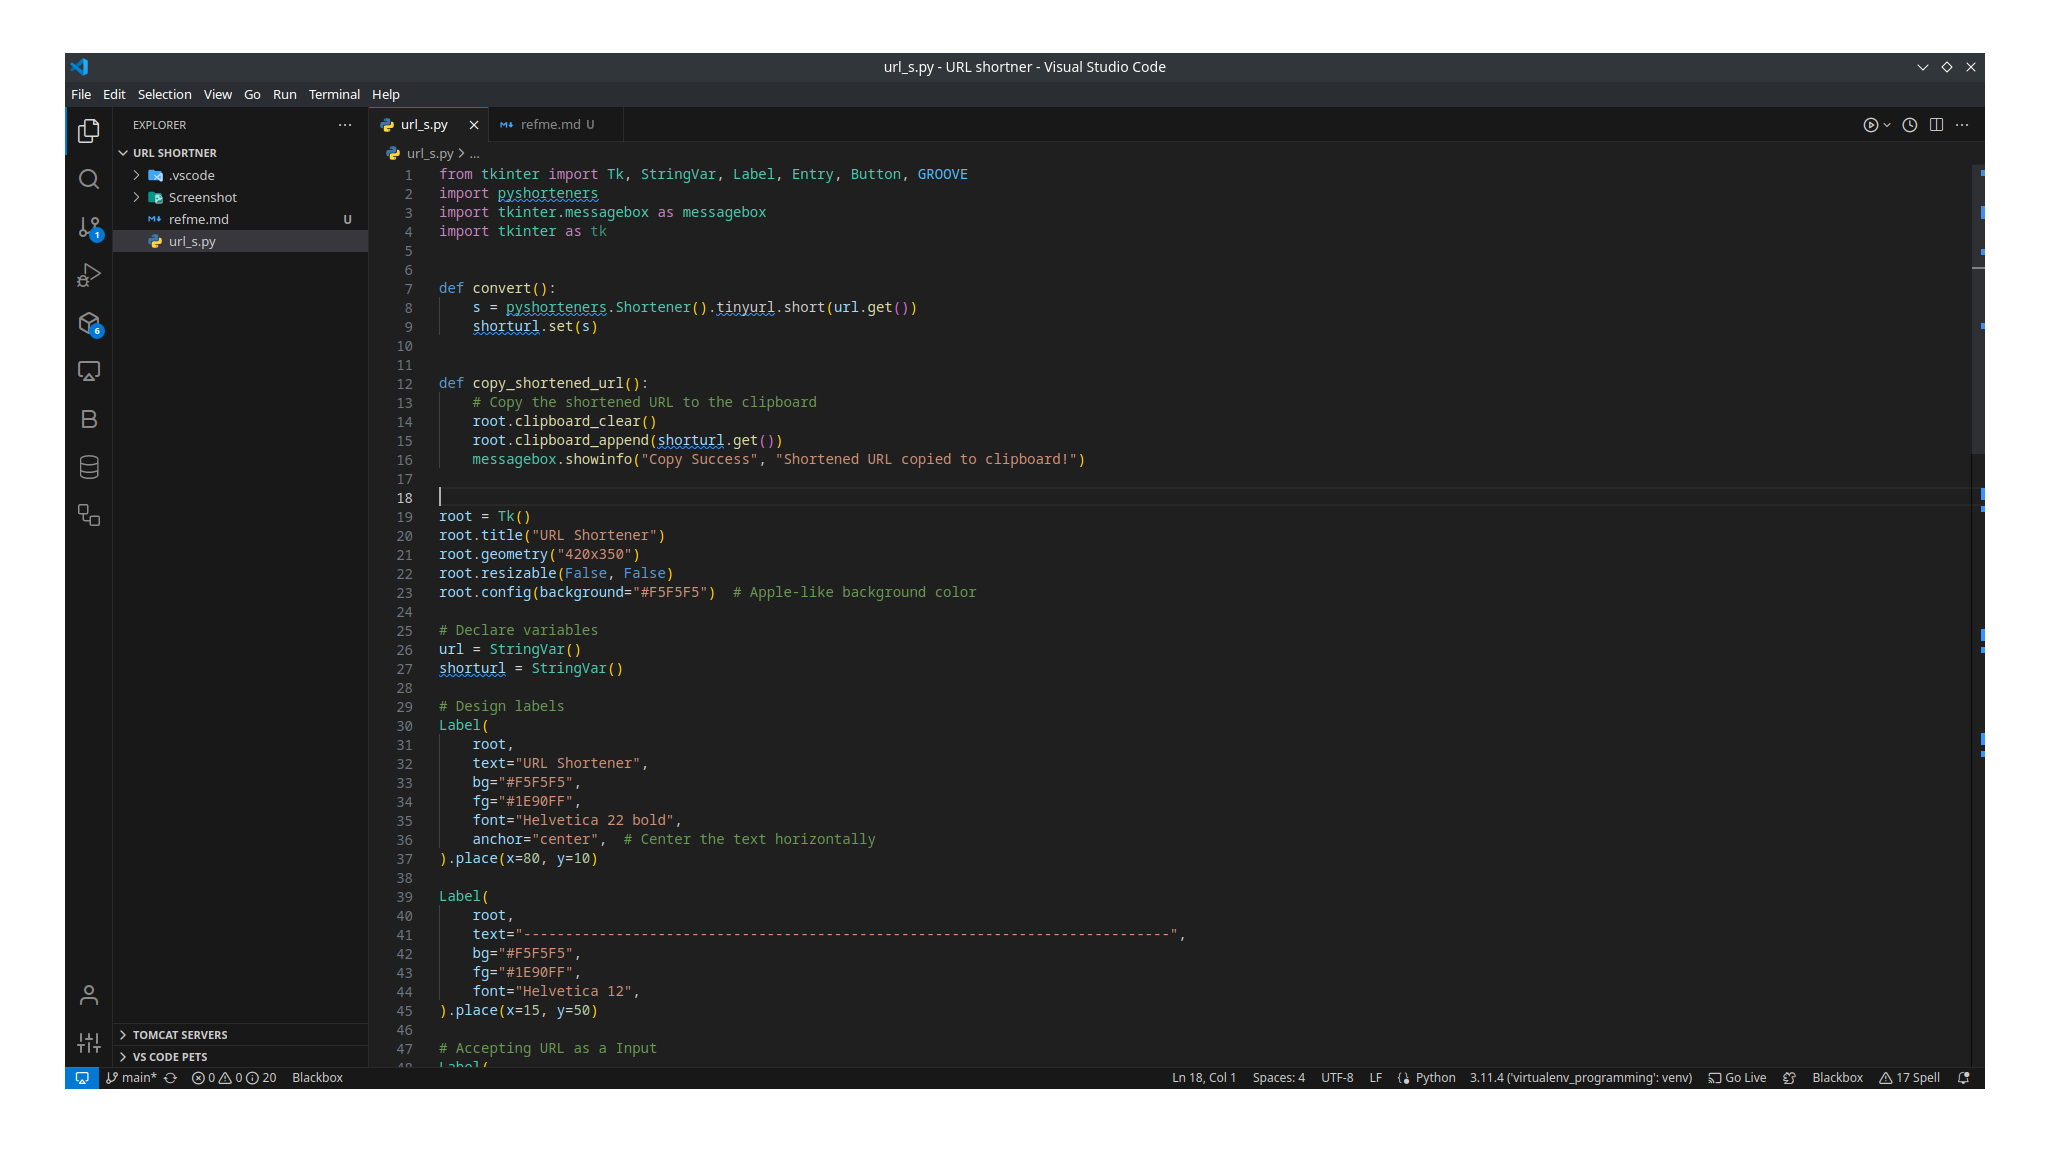 url_s.py - URL shortner - Visual Studio Code
File Edit Selection View Go Run Terminal Help
EXPLORER
URL SHORTNER
.vscode
Screenshot
refme.md U
url_s.py
1
6
TOMCAT SERVERS
VS CODE PETS
url_s.py
refme.md U
url_s.py > ...
1 from tkinter import Tk, StringVar, Label, Entry, Button, GROOVE
2 import pyshorteners
3 import tkinter.messagebox as messagebox
4 import tkinter as tk
5
6
7 def convert():
8     s = pyshorteners.Shortener().tinyurl.short(url.get())
9     shorturl.set(s)
10
11
12 def copy_shortened_url():
13     # Copy the shortened URL to the clipboard
14     root.clipboard_clear()
15     root.clipboard_append(shorturl.get())
16     messagebox.showinfo("Copy Success", "Shortened URL copied to clipboard!")
17
18
19 root = Tk()
20 root.title("URL Shortener")
21 root.geometry("420x350")
22 root.resizable(False, False)
23 root.config(background="#F5F5F5")  # Apple-like background color
24
25 # Declare variables
26 url = StringVar()
27 shorturl = StringVar()
28
29 # Design labels
30 Label(
31     root,
32     text="URL Shortener",
33     bg="#F5F5F5",
34     fg="#1E90FF",
35     font="Helvetica 22 bold",
36     anchor="center",  # Center the text horizontally
37 ).place(x=80, y=10)
38
39 Label(
40     root,
41     text="-----------------------------------------------------------------------------",
42     bg="#F5F5F5",
43     fg="#1E90FF",
44     font="Helvetica 12",
45 ).place(x=15, y=50)
46
47 # Accepting URL as a Input
48 Label(
main* 0 0 20 Blackbox Ln 18, Col 1 Spaces: 4 UTF-8 LF Python 3.11.4 ('virtualenv_programming': venv) Go Live Blackbox 17 Spell